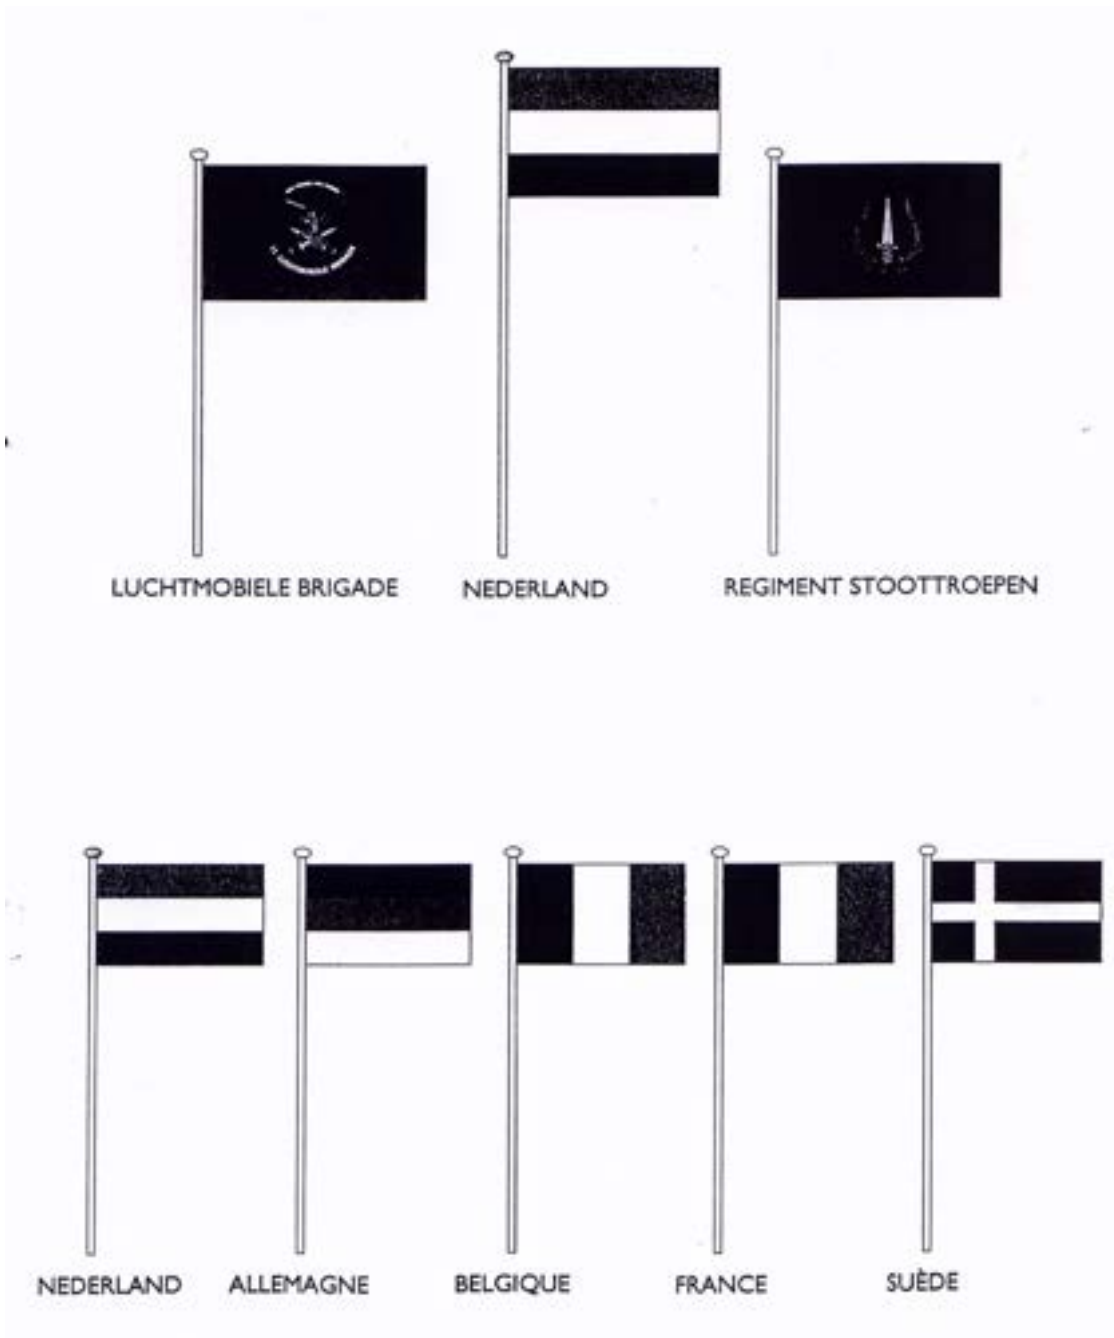 LUCHTMOBIELE BRIGADE
NEDERLAND
REGIMENT STOOTTROEPEN
NEDERLAND
ALLEMAGNE
BELGIQUE
FRANCE
SUÈDE